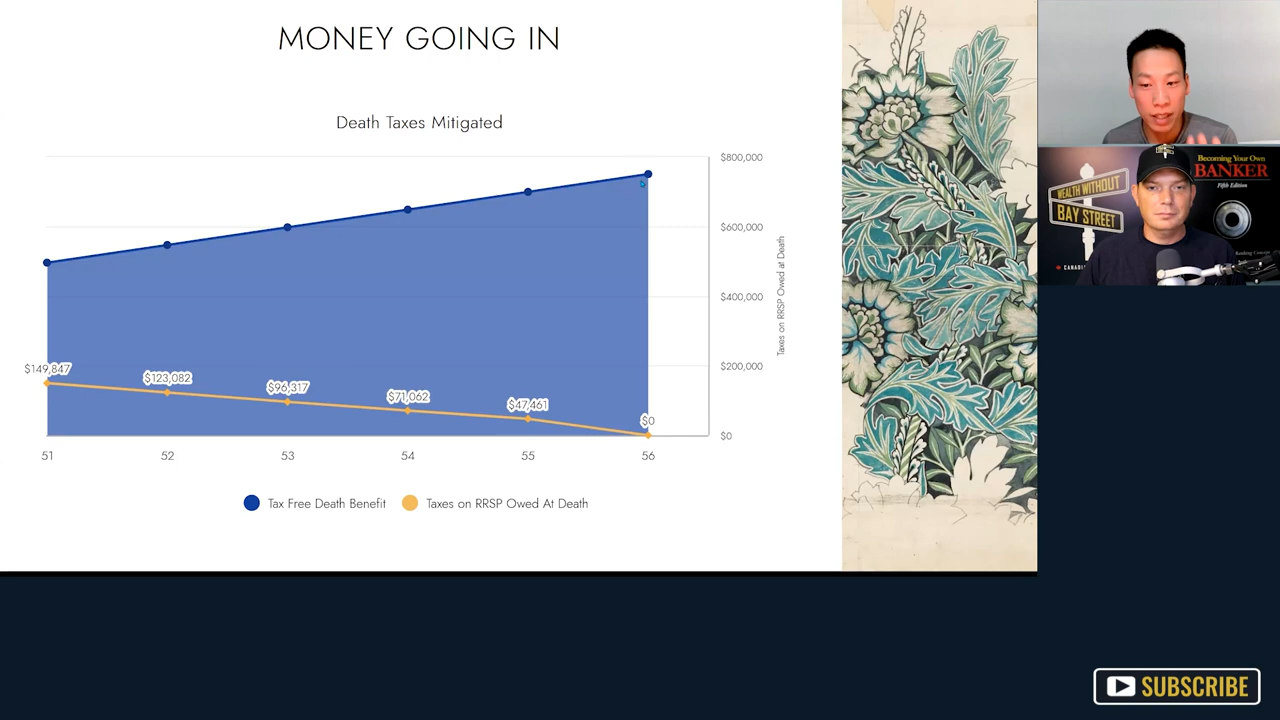 MONEY GOING IN
Death Taxes Mitigated
$800,000
$600,000
$400,000
$200,000
$0
Taxes on RRSP Owed at Death
$149,847
$123,082
$96,317
$71,062
$47,461
$0
51
52
53
54
55
56
Tax Free Death Benefit
Taxes on RRSP Owed At Death
WEALTH WITHOUT
BAY STREET
Becoming Your Own
BANKER
Fifth Edition
Banking Concept
SUBSCRIBE